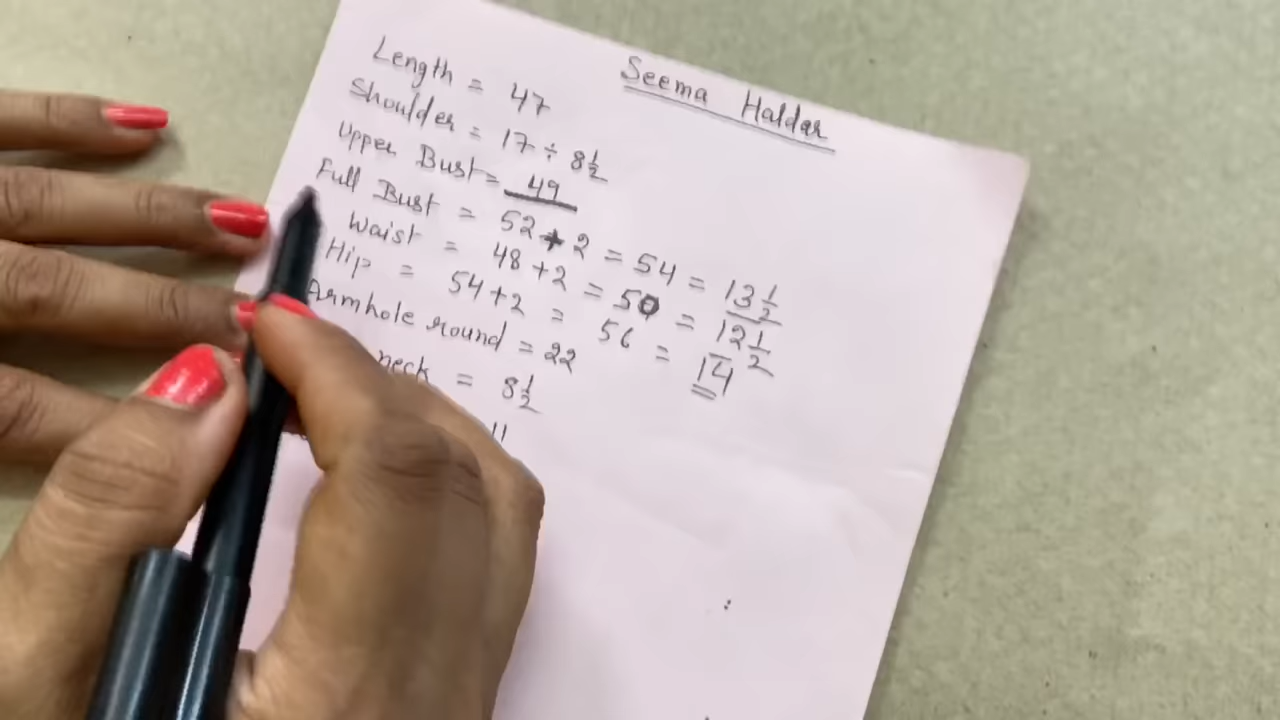 Seema Haldar
Length = 47
Shoulder = 17 ÷ 8½
Upper Bust = 49
Full Bust = 52 + 2 = 54 = 13½
Waist = 48 + 2 = 50 = 12½
Hip = 54 + 2 = 56 = 14
Armhole round = 22
neck = 8½
11